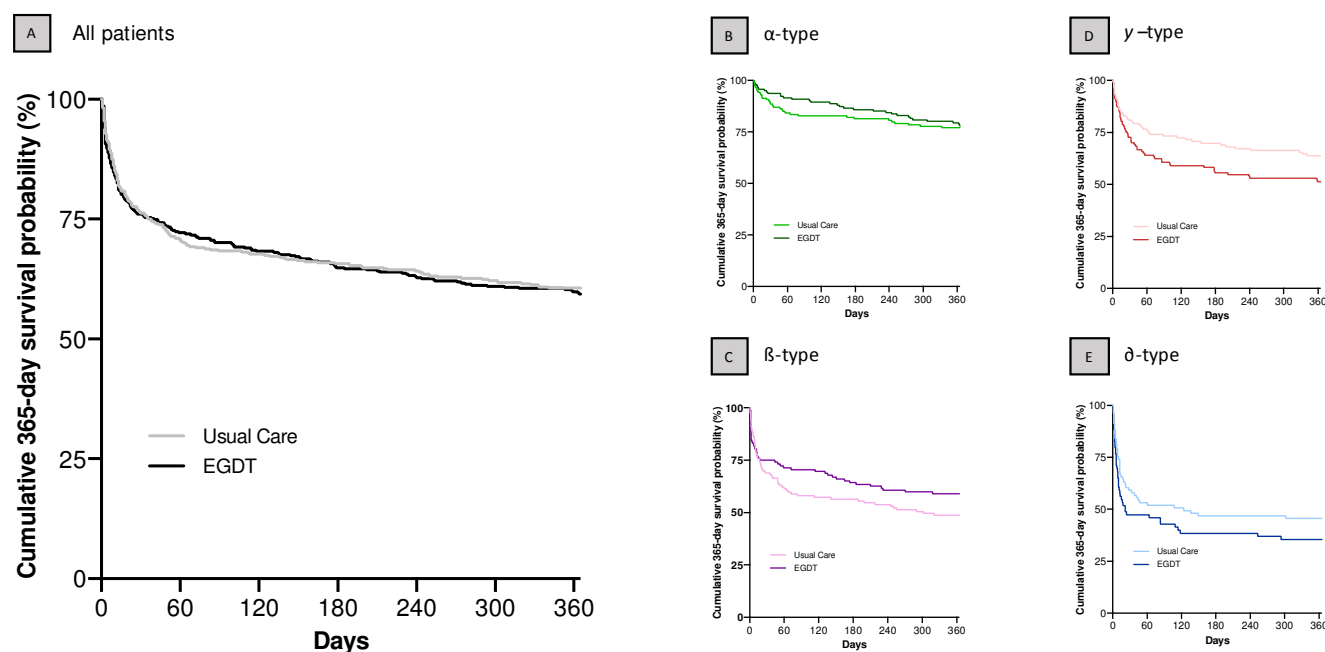 A All patients
Cumulative 365-day survival probability (%)
100
75
50
25
0
Usual Care
EGDT
0 60 120 180 240 300 360
Days
B α-type
Cumulative 365-day survival probability (%)
100
75
50
25
0
Usual Care
EGDT
0 60 120 180 240 300 360
Days
C ß-type
Cumulative 365-day survival probability (%)
100
75
50
25
0
Usual Care
EGDT
0 60 120 180 240 300 360
Days
D y –type
Cumulative 365-day survival probability (%)
100
75
50
25
0
Usual Care
EGDT
0 60 120 180 240 300 360
Days
E ∂-type
Cumulative 365-day survival probability (%)
100
75
50
25
0
Usual Care
EGDT
0 60 120 180 240 300 360
Days